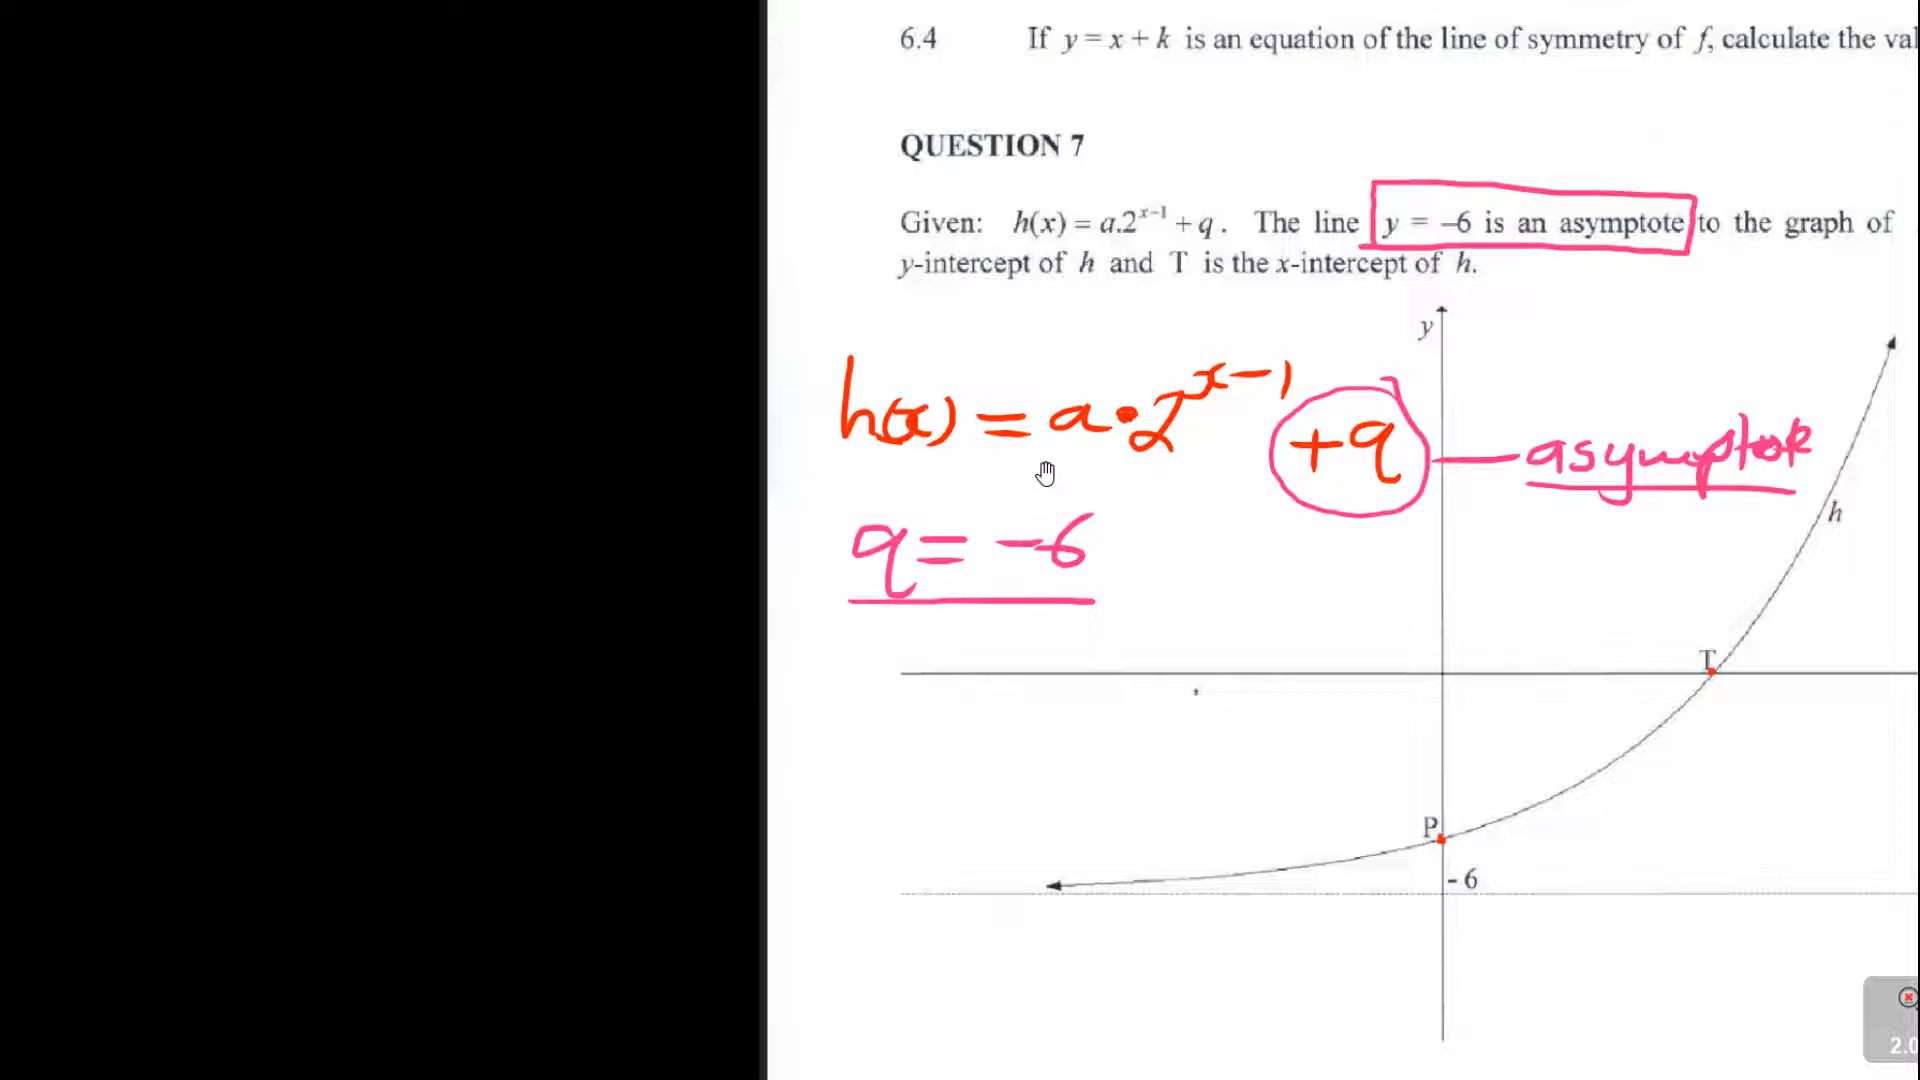 6.4 If y = x + k is an equation of the line of symmetry of f, calculate the val
QUESTION 7
Given: h(x) = a.2^{x-1} + q. The line y = -6 is an asymptote to the graph of
y-intercept of h and T is the x-intercept of h.
y
h(x) = a·2^{x-1} + q — asymptote
h
q = -6
T
P
-6
2.0